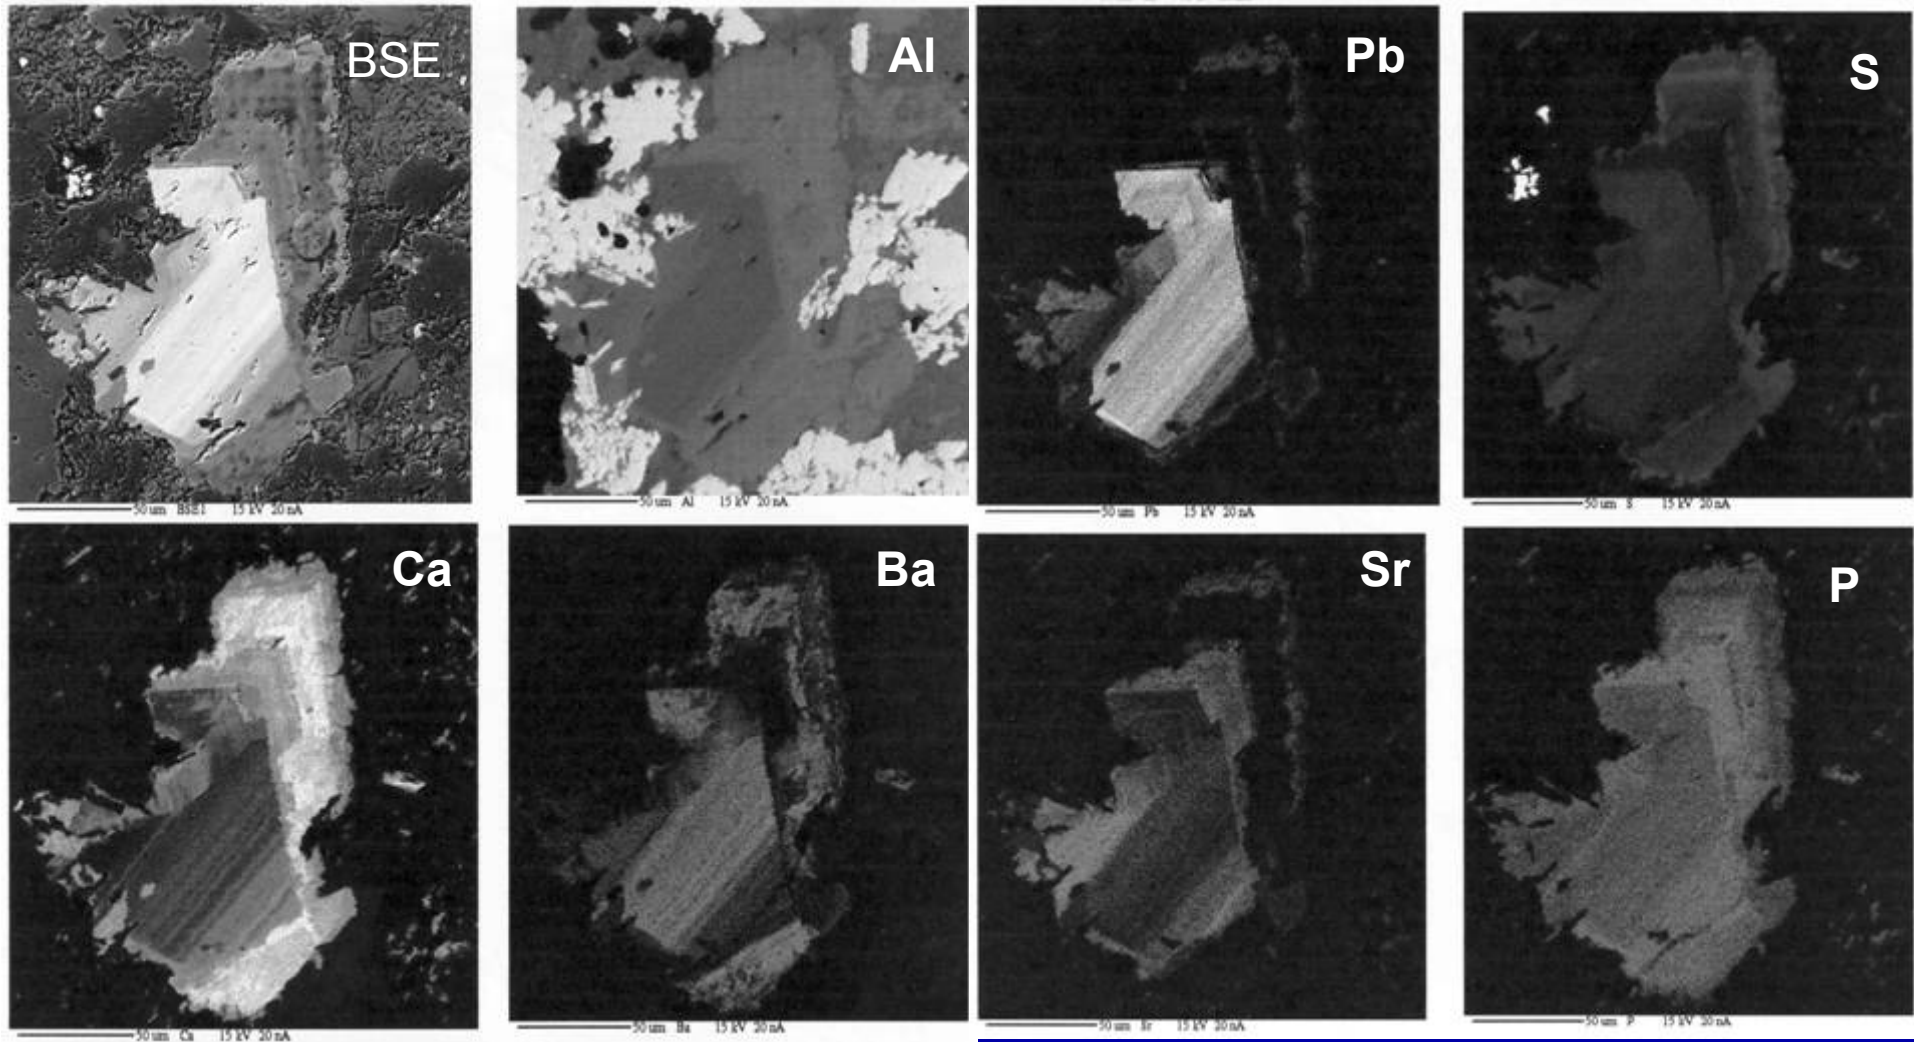 BSE
Al
Pb
S
50 um BSE1 15 kV 20 nA
50 um Al 15 kV 20 nA
50 um Pb 15 kV 20 nA
50 um S 15 kV 20 nA
Ca
Ba
Sr
P
50 um Ca 15 kV 20 nA
50 um Ba 15 kV 20 nA
50 um Sr 15 kV 20 nA
50 um P 15 kV 20 nA